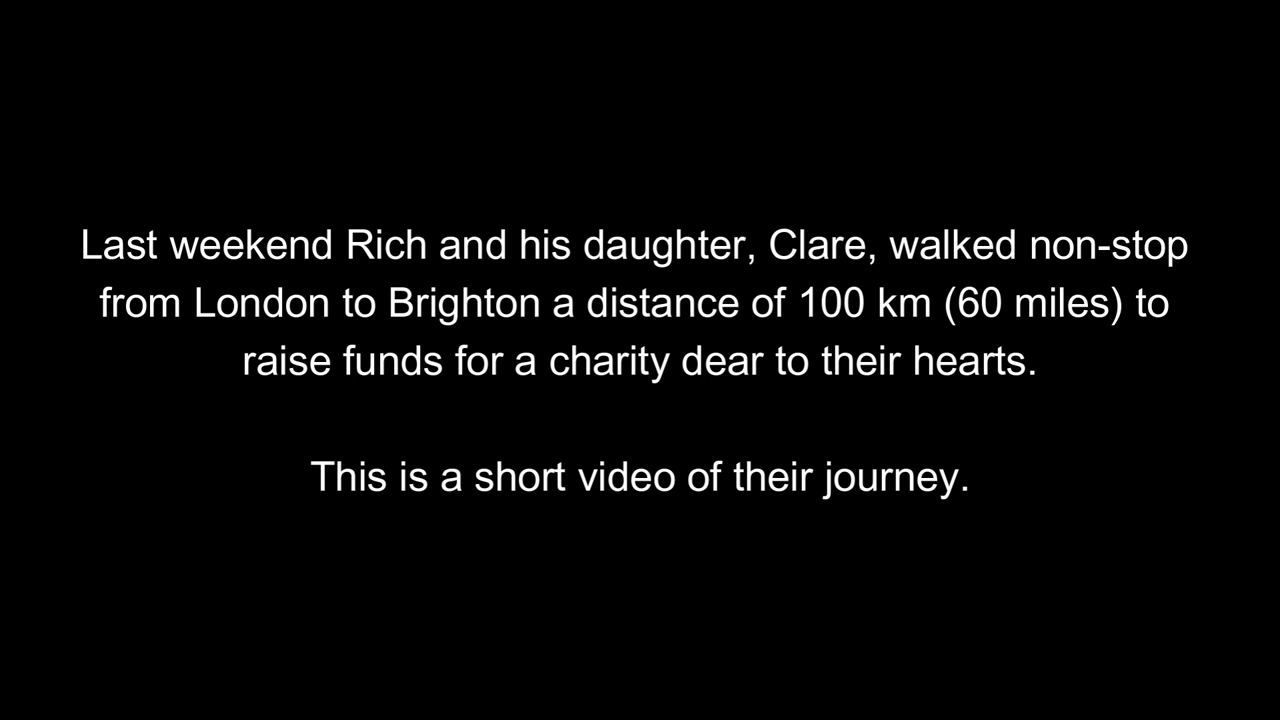 Last weekend Rich and his daughter, Clare, walked non-stop
from London to Brighton a distance of 100 km (60 miles) to
raise funds for a charity dear to their hearts.
This is a short video of their journey.